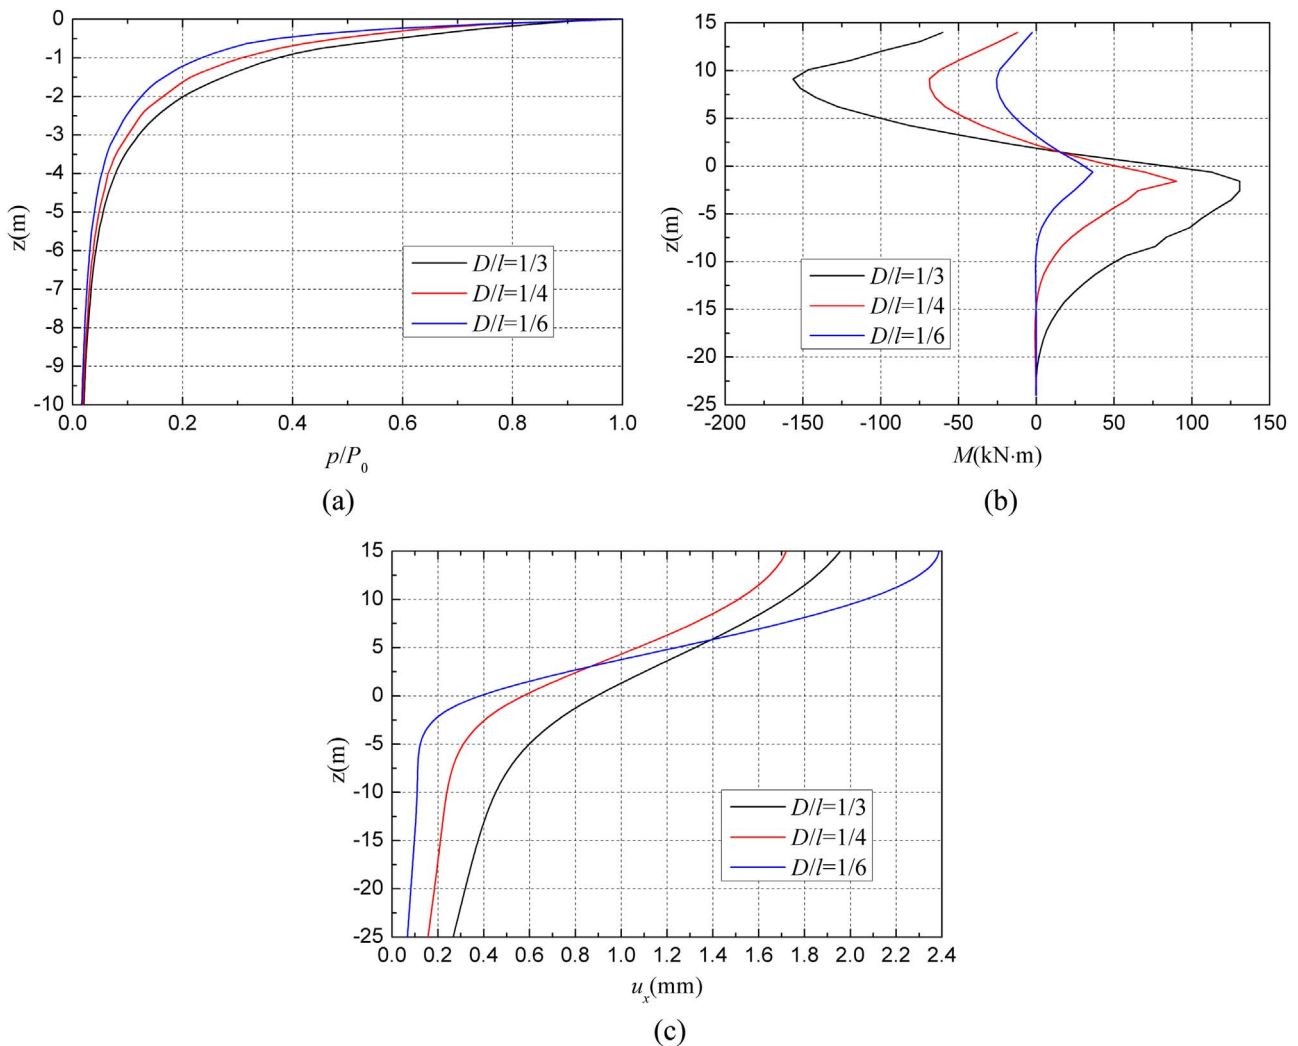 0
-1
-2
-3
-4
-5
-6
-7
-8
-9
-10
z(m)
D/l=1/3
D/l=1/4
D/l=1/6
0.0 0.2 0.4 0.6 0.8 1.0
p/P0
(a)
15
10
5
0
-5
-10
-15
-20
-25
z(m)
D/l=1/3
D/l=1/4
D/l=1/6
-200 -150 -100 -50 0 50 100 150
M(kN·m)
(b)
15
10
5
0
-5
-10
-15
-20
-25
z(m)
D/l=1/3
D/l=1/4
D/l=1/6
0.0 0.2 0.4 0.6 0.8 1.0 1.2 1.4 1.6 1.8 2.0 2.2 2.4
ux(mm)
(c)